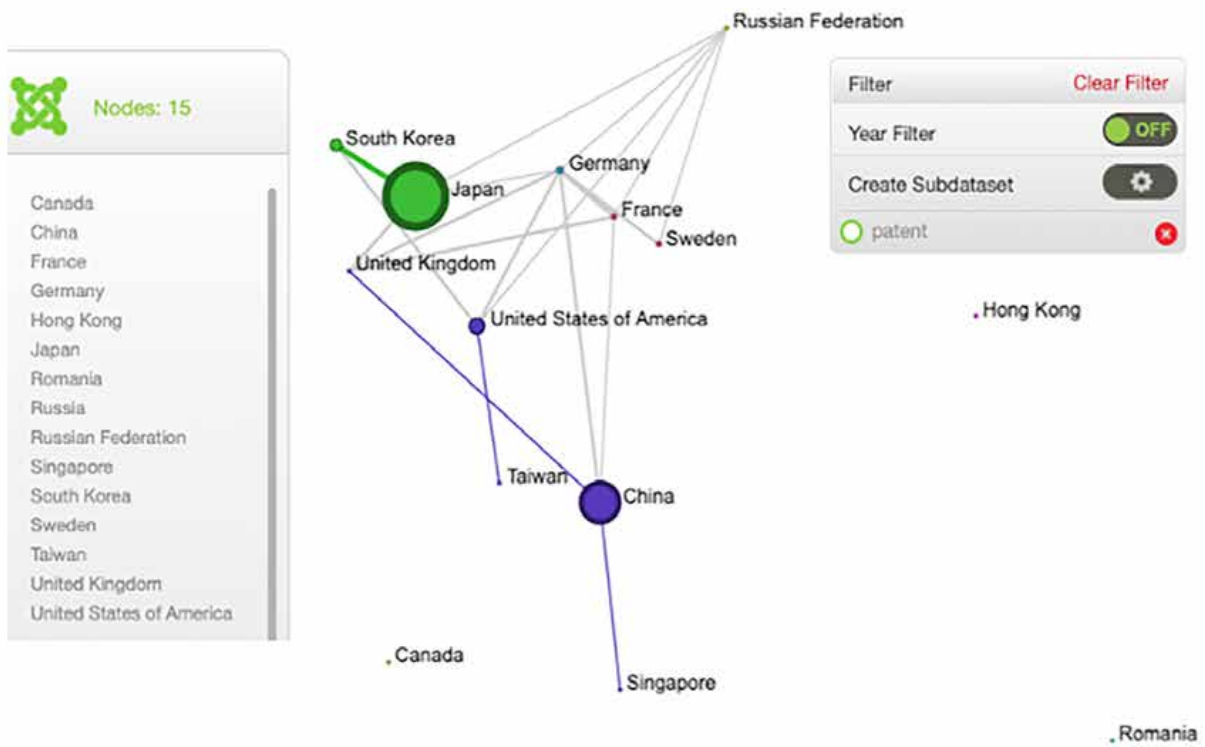 Nodes: 15
Canada
China
France
Germany
Hong Kong
Japan
Romania
Russia
Russian Federation
Singapore
South Korea
Sweden
Taiwan
United Kingdom
United States of America
Russian Federation
South Korea
Germany
Japan
France
Sweden
United Kingdom
United States of America
Taiwan
China
Canada
Singapore
Filter
Clear Filter
Year Filter
OFF
Create Subdataset
patent
Hong Kong
Romania